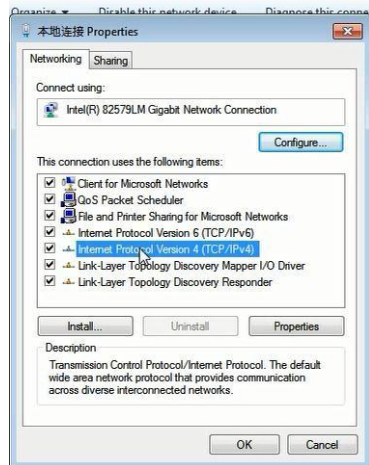 Organize ▼ Disable this network device Diagnose this conne
本地连接 Properties
Networking Sharing
Connect using:
Intel(R) 82579LM Gigabit Network Connection
Configure...
This connection uses the following items:
Client for Microsoft Networks
QoS Packet Scheduler
File and Printer Sharing for Microsoft Networks
Internet Protocol Version 6 (TCP/IPv6)
Internet Protocol Version 4 (TCP/IPv4)
Link-Layer Topology Discovery Mapper I/O Driver
Link-Layer Topology Discovery Responder
Install... Uninstall Properties
Description
Transmission Control Protocol/Internet Protocol. The default
wide area network protocol that provides communication
across diverse interconnected networks.
OK Cancel